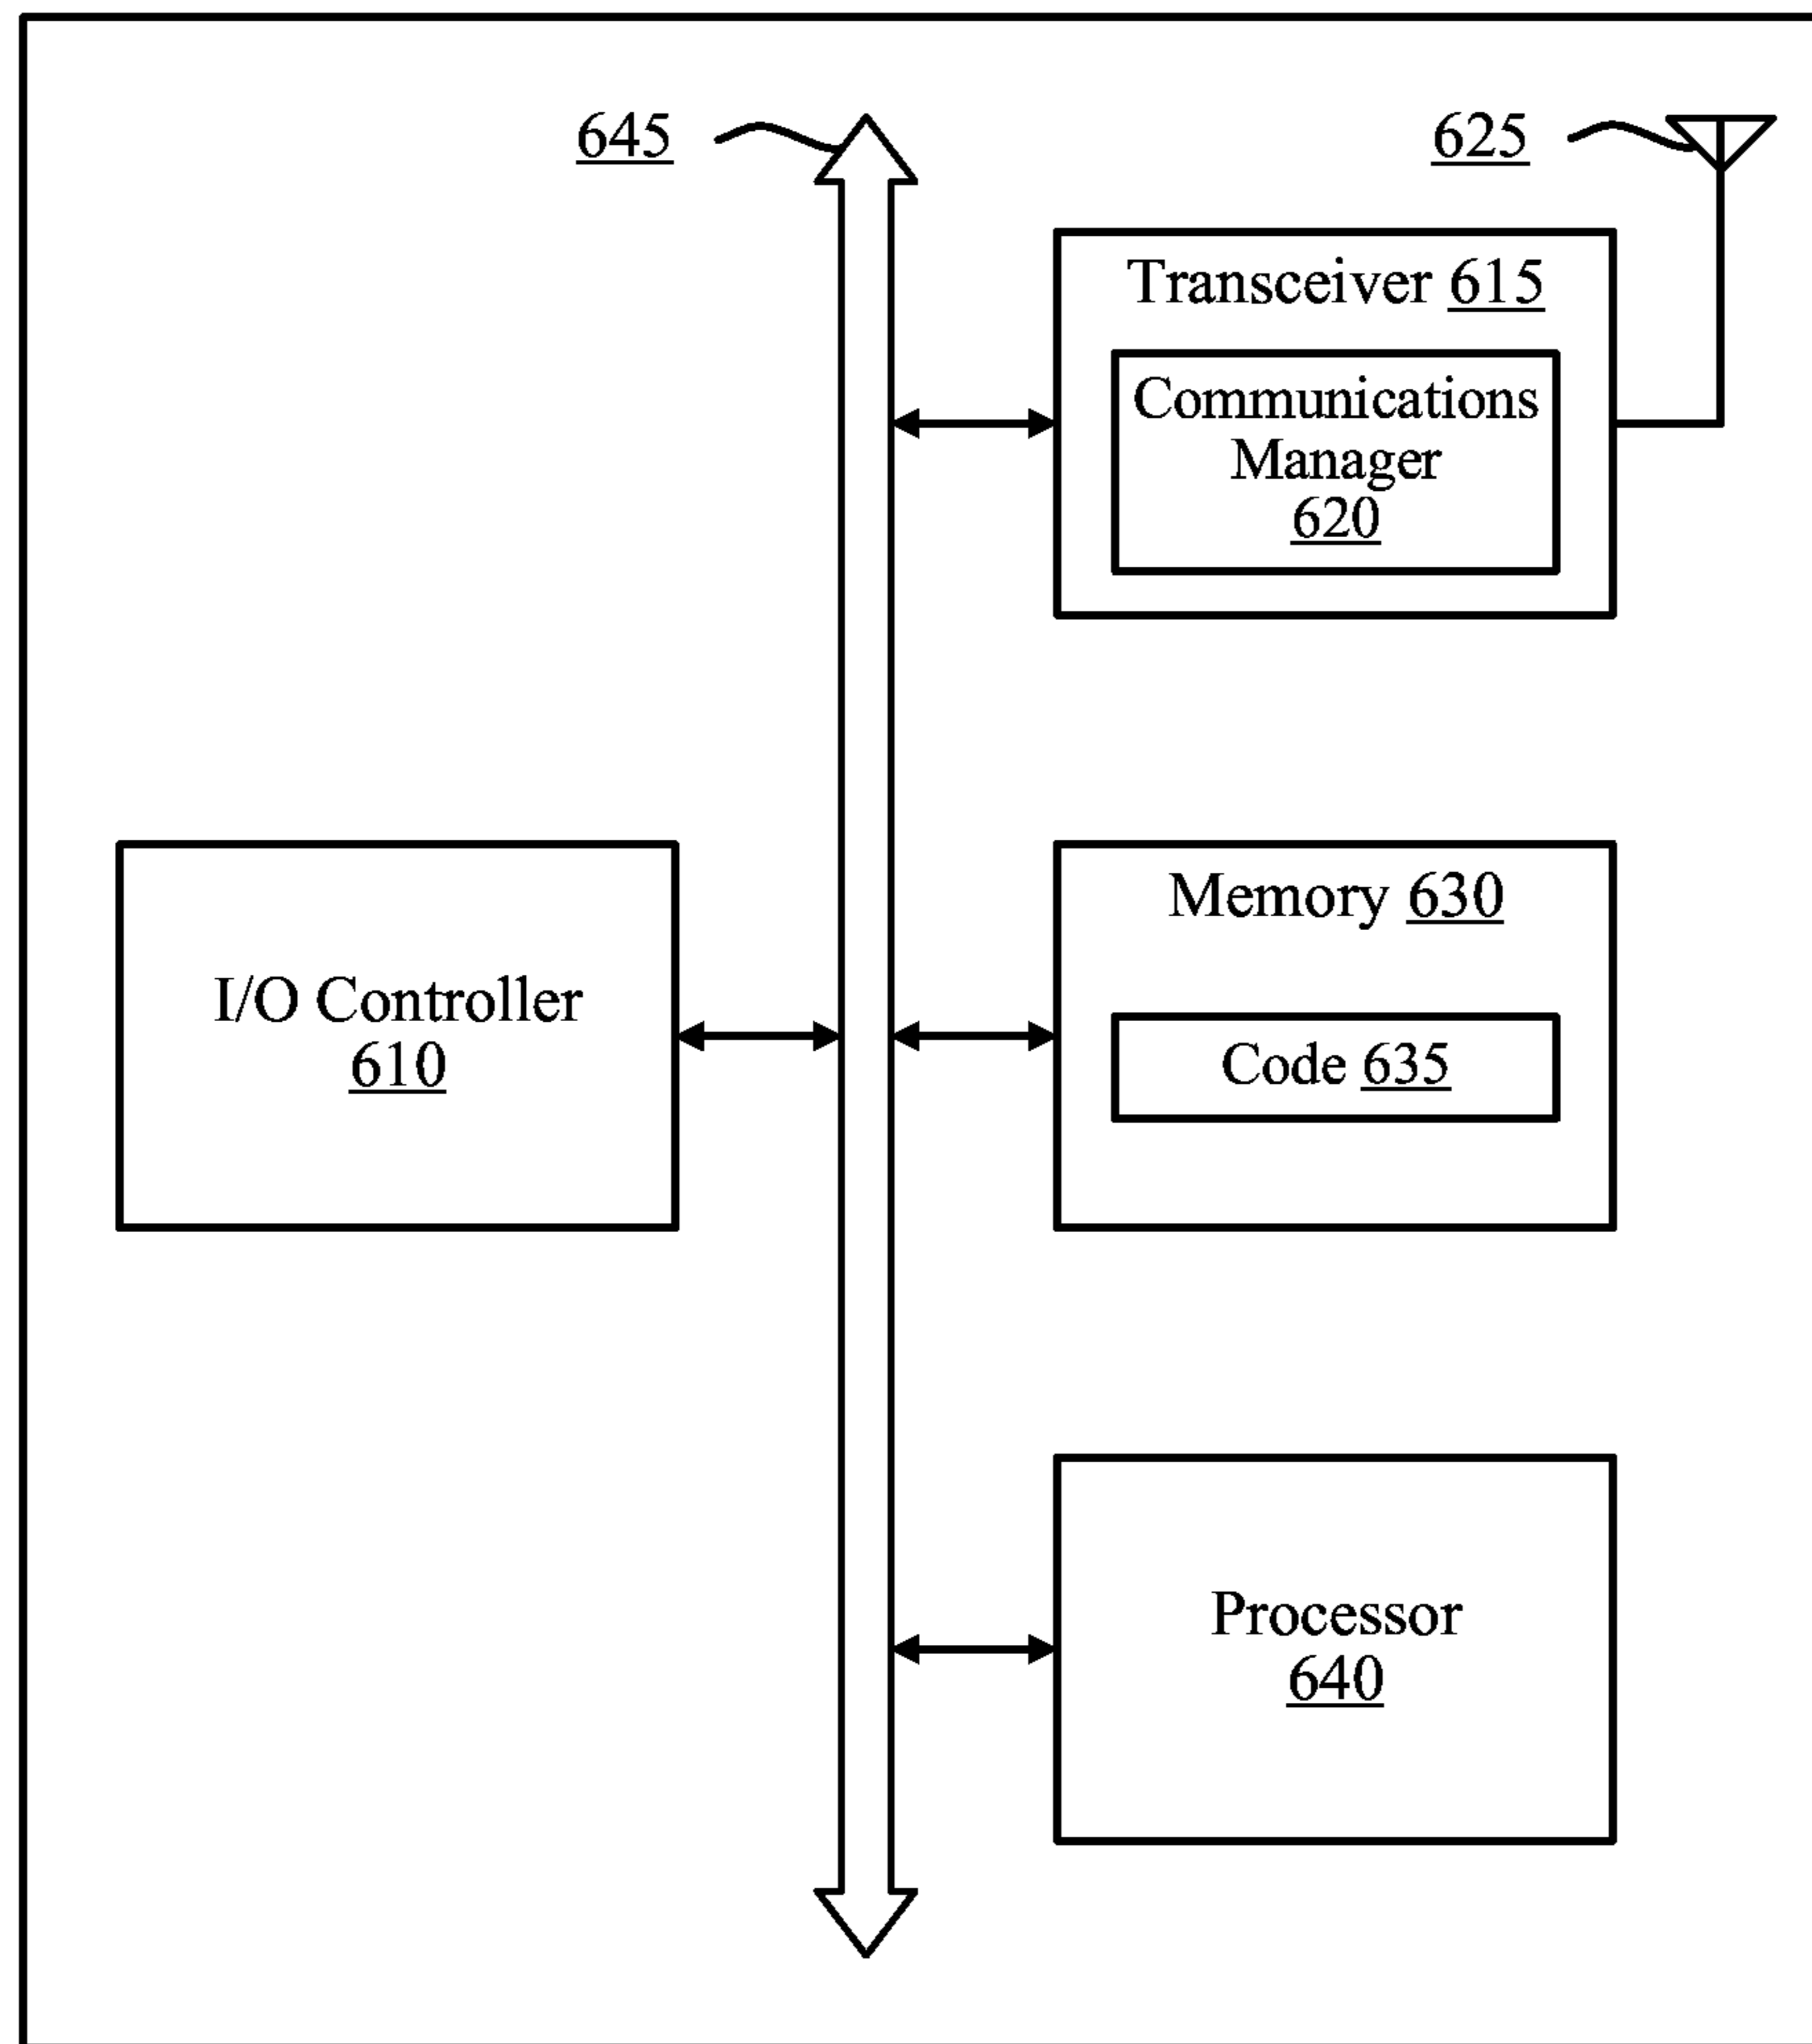 645
625
Transceiver 615
Communications
Manager
620
I/O Controller
610
Memory 630
Code 635
Processor
640